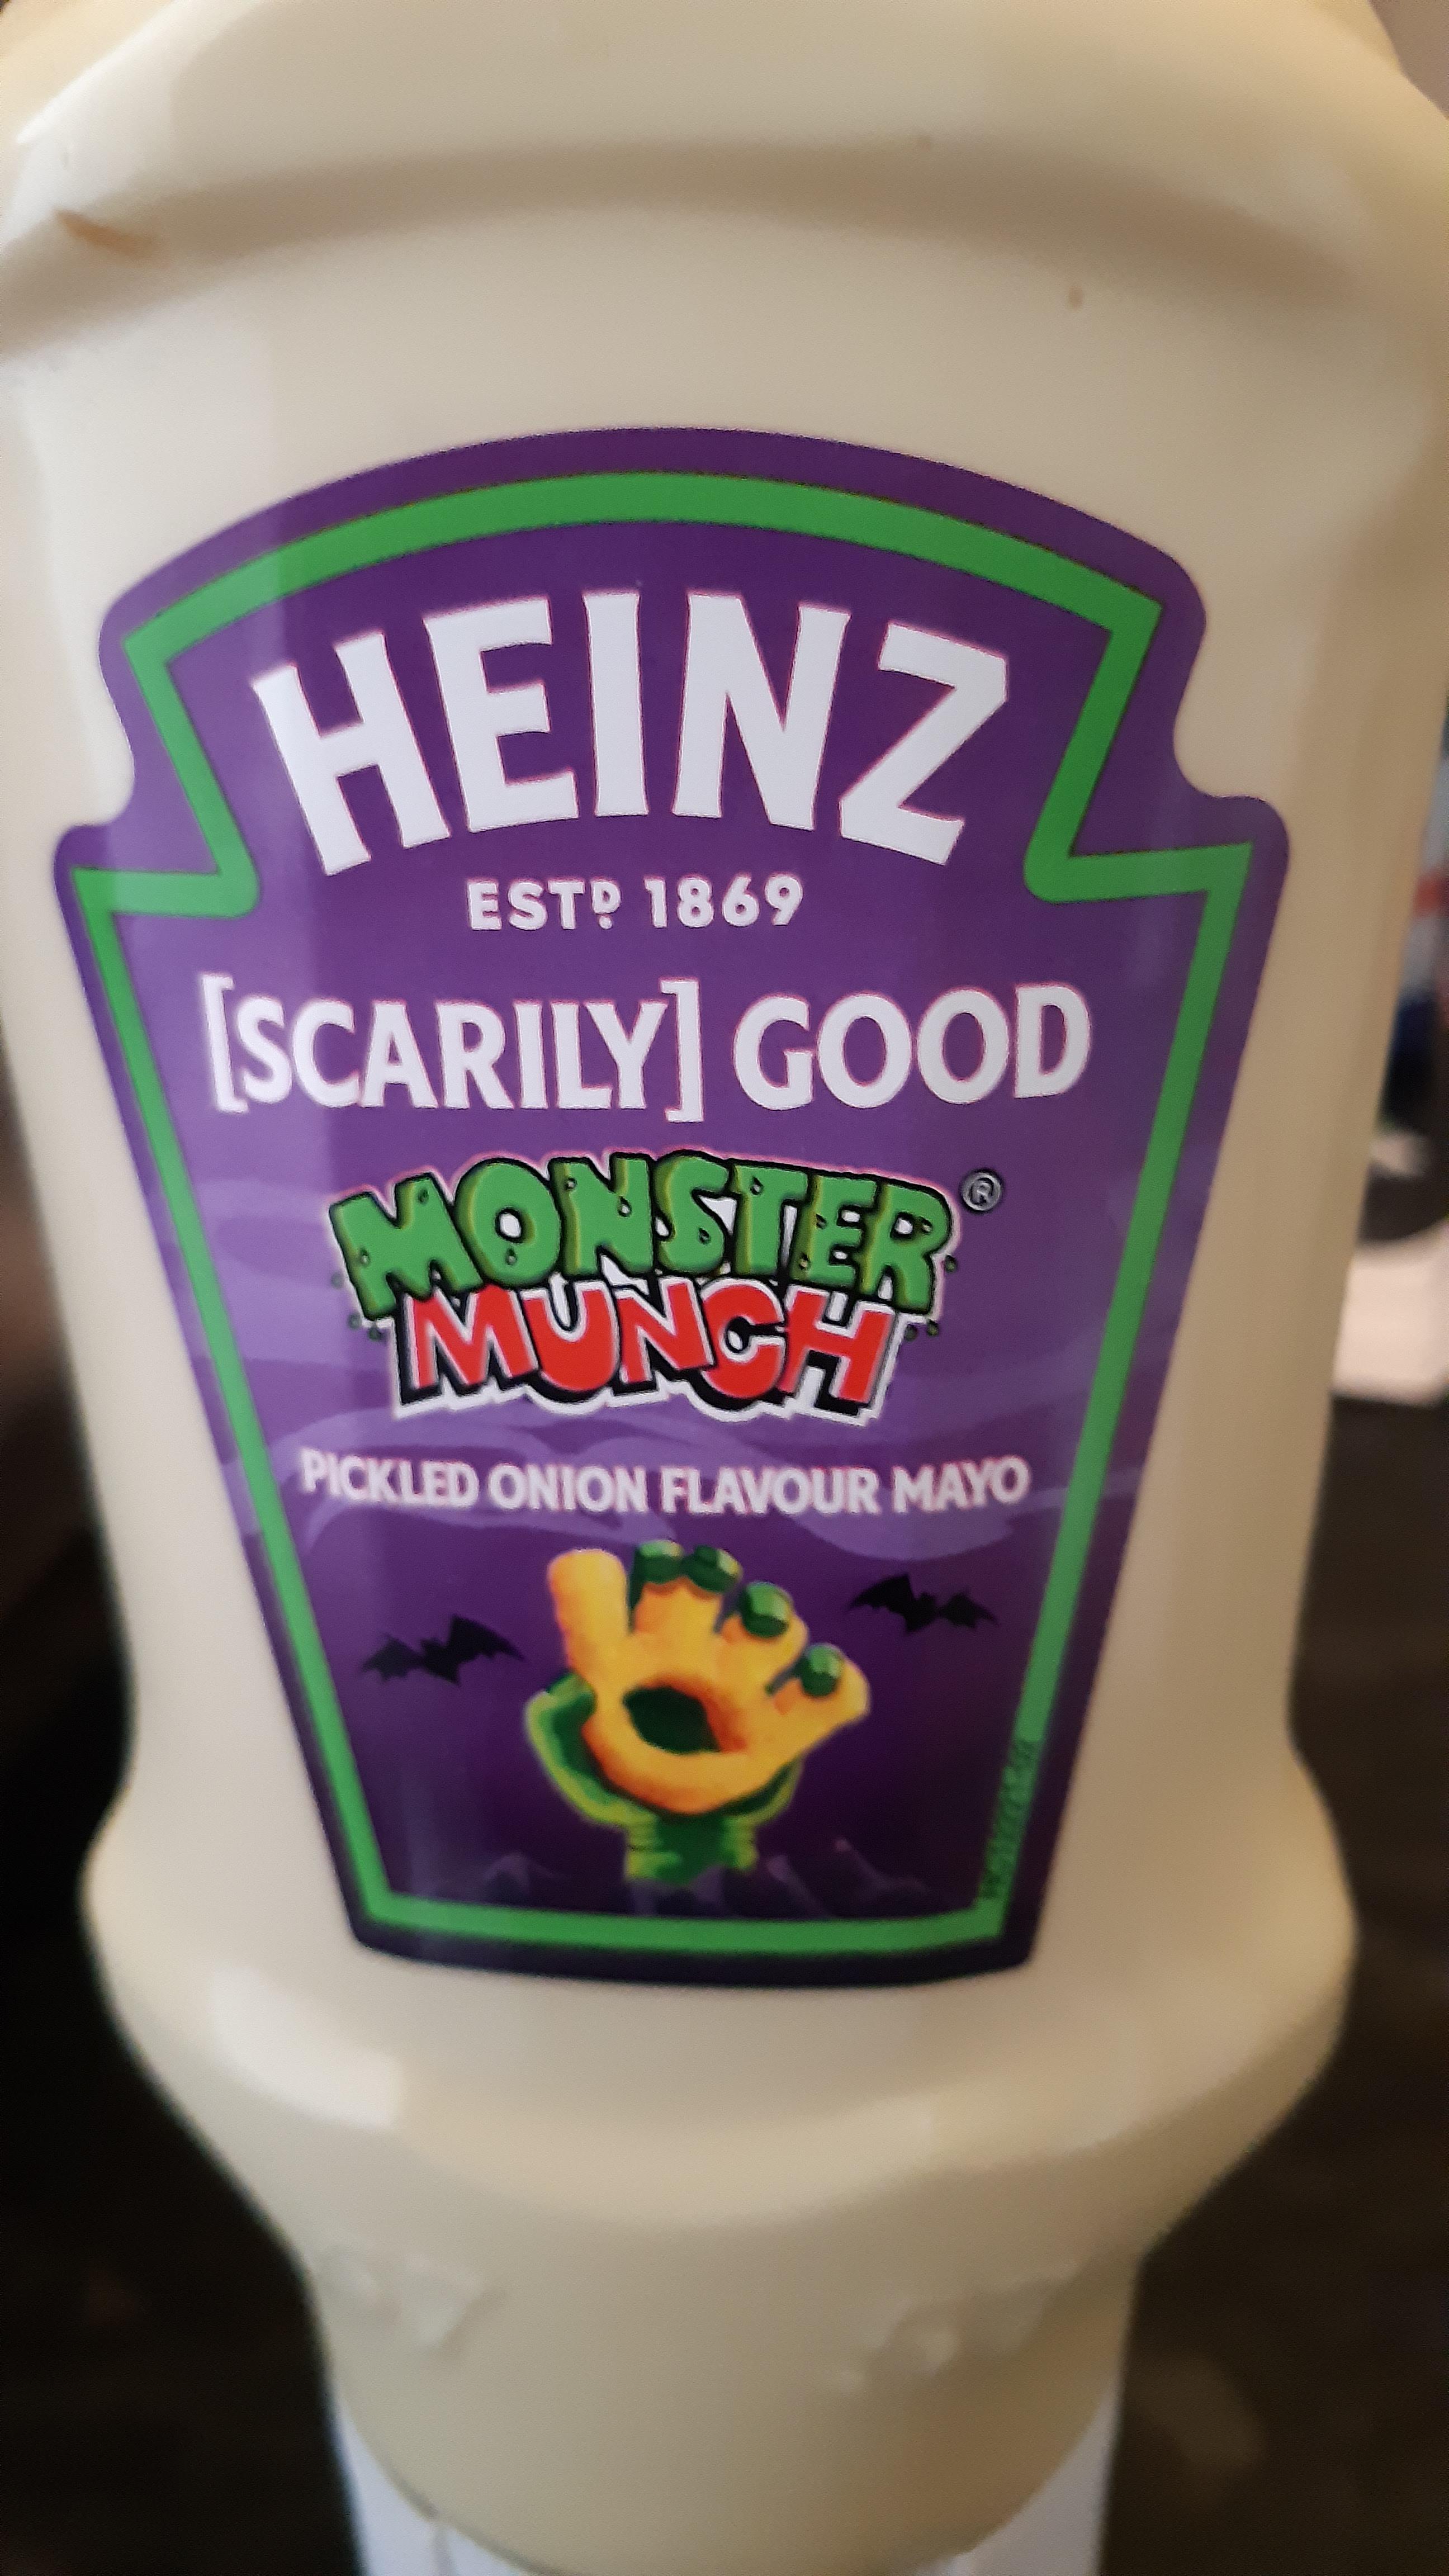 HEINZ
ESTD 1869
[SCARILY] GOOD
MONSTER®
MUNCH
PICKLED ONION FLAVOUR MAYO